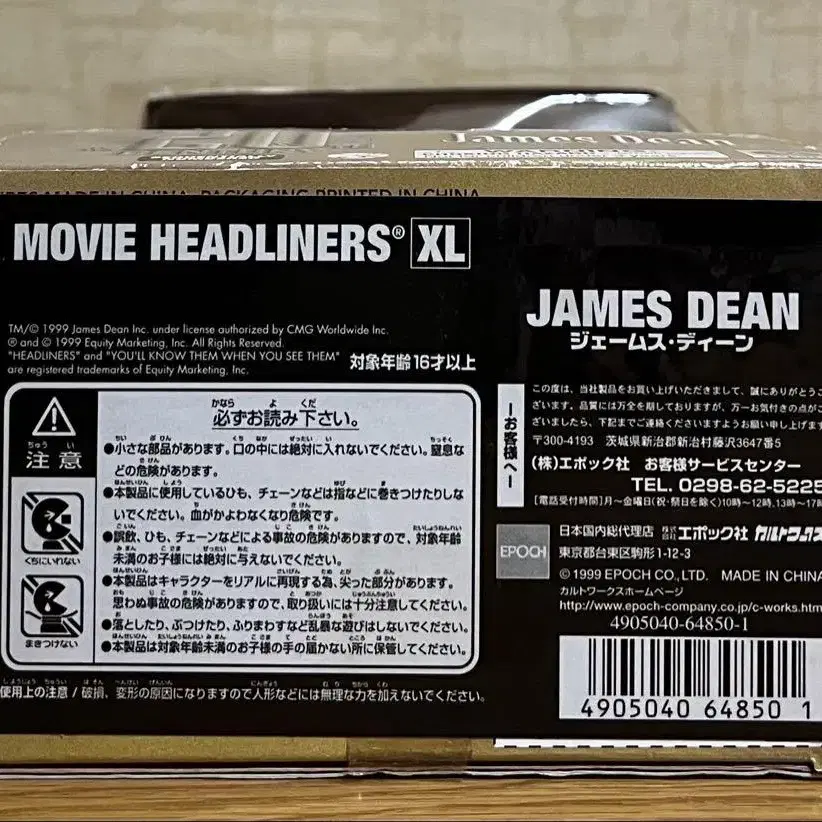 James Dean
MADE IN CHINA, PACKAGING PRINTED IN CHINA
MOVIE HEADLINERS® XL
TM/© 1999 James Dean Inc. under license authorized by CMG Worldwide Inc.
® and © 1999 Equity Marketing, Inc. All Rights Reserved.
"HEADLINERS" and "YOU'LL KNOW THEM WHEN YOU SEE THEM"
are registered trademarks of Equity Marketing, Inc.
対象年齢16才以上
注意
くちにいれない
まきつけない
必ずお読み下さい。
●小さな部品があります。口の中には絶対に入れないでください。窒息な
どの危険があります。
●本製品に使用しているひも、チェーンなどは指などに巻きつけたりしな
いでください。血がかよわなくなり危険です。
●誤飲、ひも、チェーンなどによる事故の危険がありますので、対象年齢
未満のお子様には絶対に与えないでください。
●本製品はキャラクターをリアルに再現する為、尖った部分があります。
思わぬ事故の危険がありますので、取り扱いには十分注意してください。
●落としたり、ぶつけたり、ふりまわすなど乱暴な遊びはしないでください。
●本製品は対象年齢未満のお子様の手の届かない所に保管してください。
使用上の注意/破損、変形の原因になりますので人形などには無理な力を加えないでください。
JAMES DEAN
ジェームス・ディーン
ーお客様へー
この度は、当社製品をお買い上げいただきまして、誠にありがとうご
ざいます。品質には万全を期しておりますが、万一お気付きの点がご
ざいましたら、下記までご連絡くださいますようお願い申し上げます
〒300-4193 茨城県新治郡新治村藤沢3647番5
(株)エポック社 お客様サービスセンター
TEL. 0298-62-5225
[電話受付時間]月〜金曜日(祝・祭日を除く)10時〜12時、13時〜17時
EPOCH
日本国内総代理店 株式会社エポック社 カルトワークス
東京都台東区駒形1-12-3
© 1999 EPOCH CO., LTD. MADE IN CHINA
カルトワークスホームページ
http://www.epoch-company.co.jp/c-works.htm
4905040-64850-1
4905040 64850 1